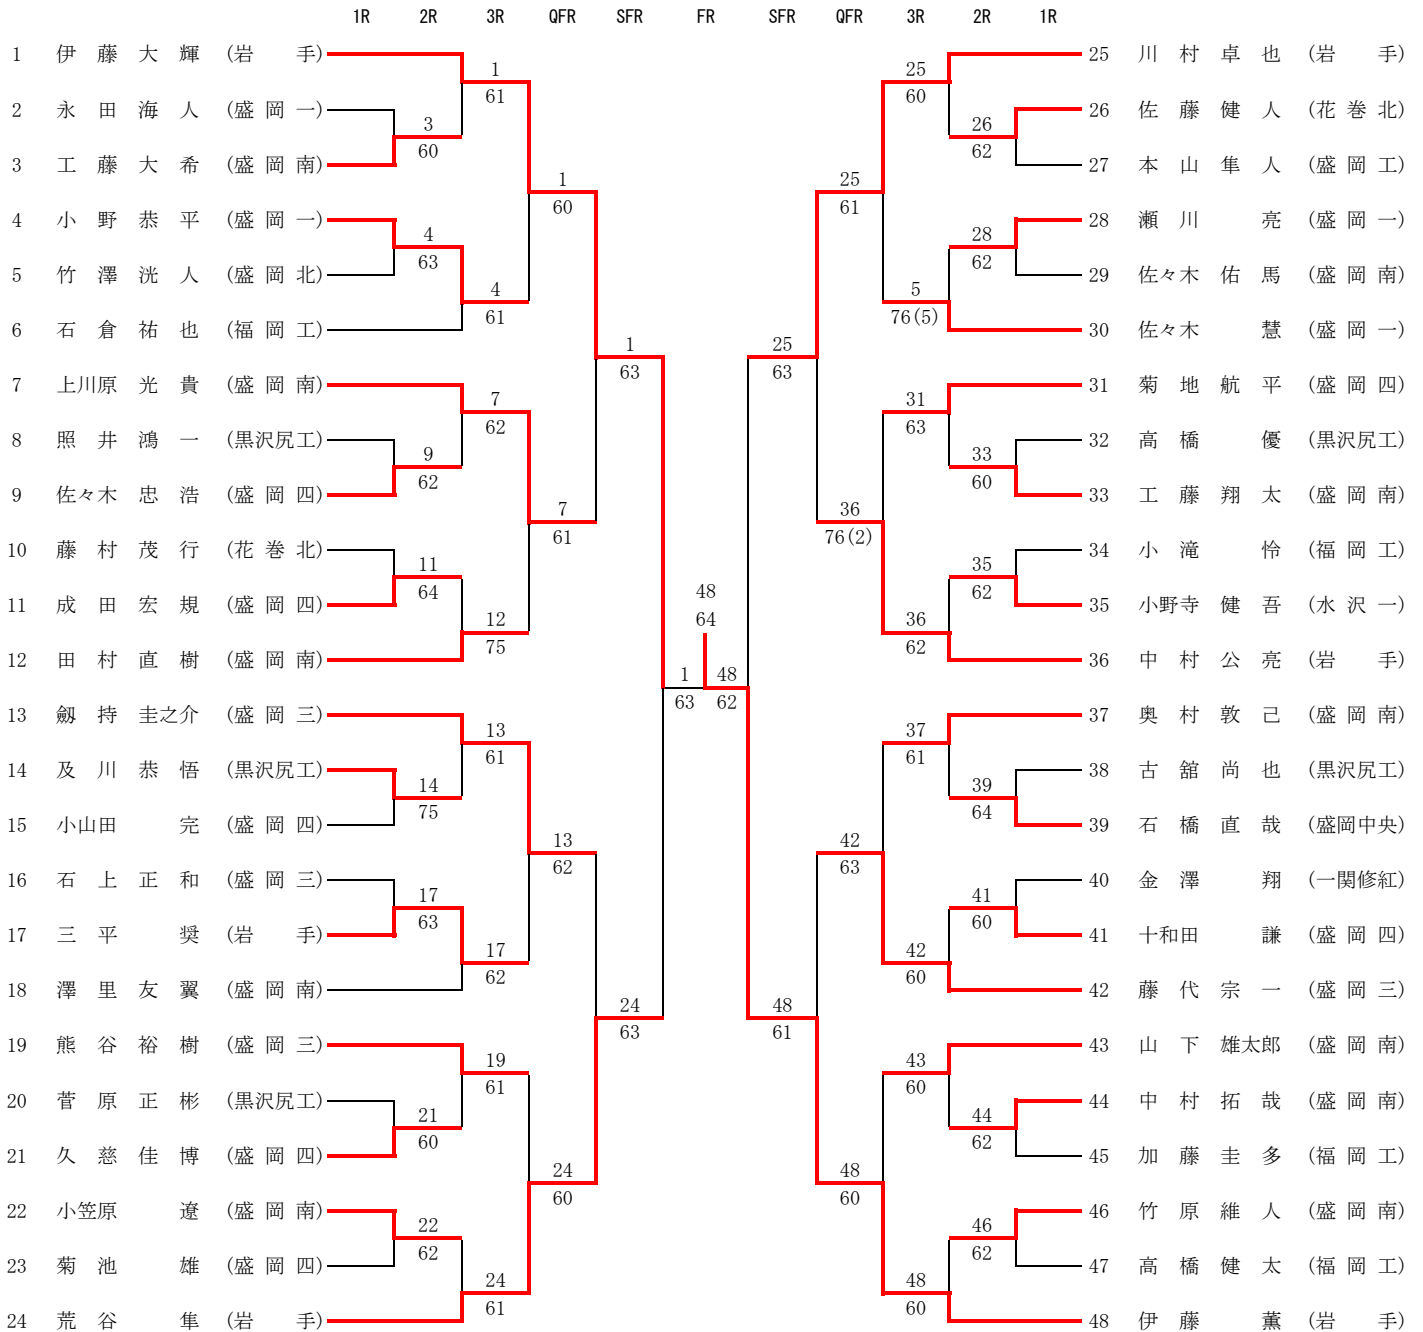 1R 2R 3R QFR SFR FR SFR QFR 3R 2R 1R
1 伊藤大輝 (岩手) 25 川村卓也 (岩手)
1 25
61 60
2 永田海人 (盛岡一) 26 佐藤健人 (花巻北)
3 26
60 62
3 工藤大希 (盛岡南) 27 本山隼人 (盛岡工)
1 25
60 61
4 小野恭平 (盛岡一) 28 瀬川亮 (盛岡一)
4 28
63 62
5 竹澤洸人 (盛岡北) 29 佐々木佑馬 (盛岡南)
4 5
61 76(5)
6 石倉祐也 (福岡工) 30 佐々木慧 (盛岡一)
1 25
63 63
7 上川原光貴 (盛岡南) 31 菊地航平 (盛岡四)
7 31
62 63
8 照井鴻一 (黒沢尻工) 32 高橋優 (黒沢尻工)
9 33
62 60
9 佐々木忠浩 (盛岡四) 33 工藤翔太 (盛岡南)
7 36
61 76(2)
10 藤村茂行 (花巻北) 34 小滝怜 (福岡工)
11 35
64 62
48
11 成田宏規 (盛岡四) 35 小野寺健吾 (水沢一)
12 64 36
75 62
12 田村直樹 (盛岡南) 36 中村公亮 (岩手)
1 48
63 62
13 劔持圭之介 (盛岡三) 37 奥村敦己 (盛岡南)
13 37
61 61
14 及川恭悟 (黒沢尻工) 38 古舘尚也 (黒沢尻工)
14 39
75 64
15 小山田完 (盛岡四) 39 石橋直哉 (盛岡中央)
13 42
62 63
16 石上正和 (盛岡三) 40 金澤翔 (一関修紅)
17 41
63 60
17 三平奨 (岩手) 41 十和田謙 (盛岡四)
17 42
62 60
18 澤里友翼 (盛岡南) 42 藤代宗一 (盛岡三)
24 48
63 61
19 熊谷裕樹 (盛岡三) 43 山下雄太郎 (盛岡南)
19 43
61 60
20 菅原正彬 (黒沢尻工) 44 中村拓哉 (盛岡南)
21 44
60 62
21 久慈佳博 (盛岡四) 45 加藤圭多 (福岡工)
24 48
60 60
22 小笠原遼 (盛岡南) 46 竹原維人 (盛岡南)
22 46
62 62
23 菊池雄 (盛岡四) 47 高橋健太 (福岡工)
24 48
61 60
24 荒谷隼 (岩手) 48 伊藤薫 (岩手)